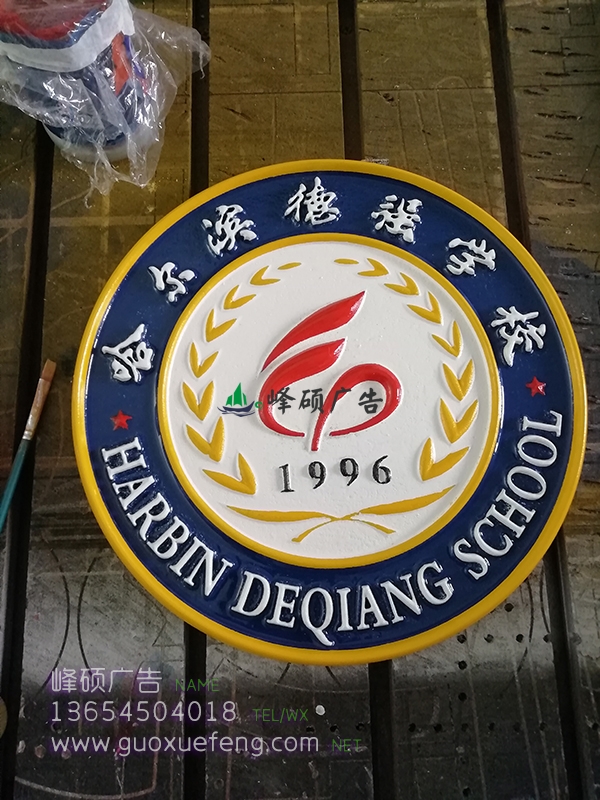 哈尔滨德强学校
峰硕广告
1996
HARBIN DEQIANG SCHOOL
峰硕广告 NAME
13654504018 TEL/WX
www.guoxuefeng.com NET